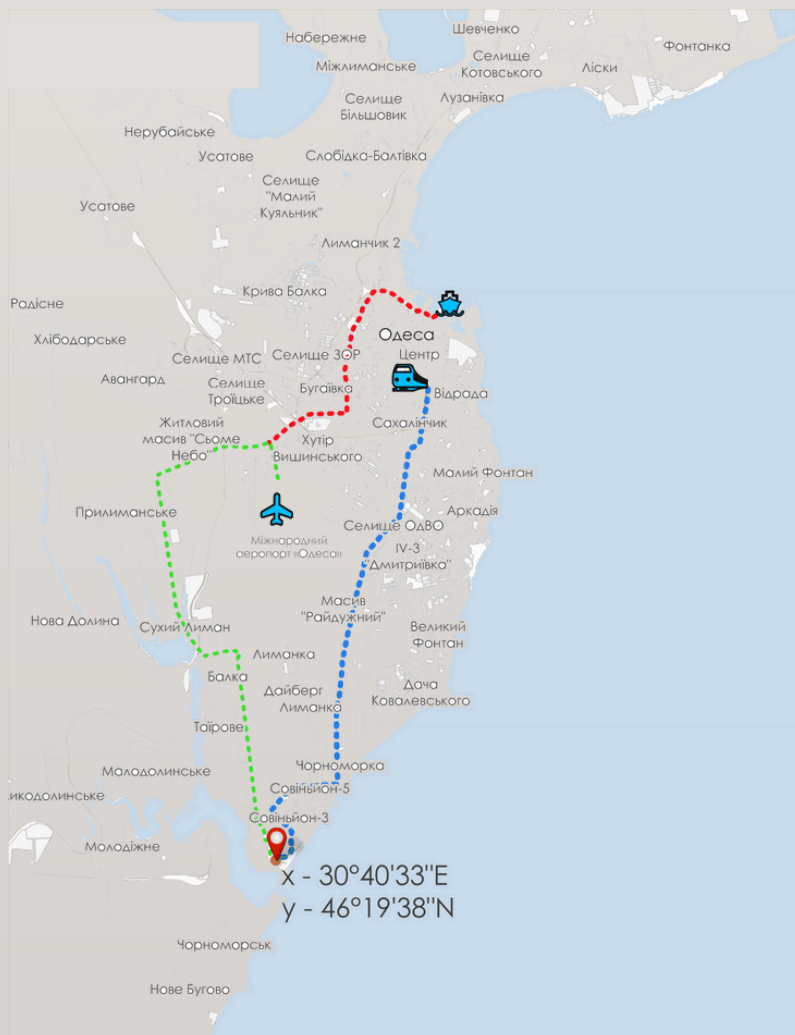 Шевченко
Набережне
Фонтанка
Селище
Котовського
Міжлиманське
Ліски
Лузанівка
Селище
Більшовик
Нерубайське
Усатове
Слобідка-Балтівка
Селище
"Малий
Куяльник"
Усатове
Лиманчик 2
Крива Балка
Радісне
Одеса
Хлібодарське
Центр
Селище МТС
Селище ЗОР
Авангард
Селище
Троїцьке
Бугаївка
Відрада
Житловий
масив "Сьоме
Небо"
Сахалінчик
Хутір
Вишинського
Малий Фонтан
Прилиманське
Аркадія
Селище ОдВО
Міжнародний
аеропорт «Одеса»
IV-3
"Дмитріївка"
Масив
"Райдужний"
Нова Долина
Сухий Лиман
Великий
Фонтан
Лиманка
Балка
Дайберг
Лиманка
Дача
Ковалевського
Таїрове
Чорноморка
Малодолинське
Совіньйон-5
икодолинське
Совіньйон-3
Молодіжне
x - 30°40'33"E
y - 46°19'38"N
Чорноморськ
Нове Бугово